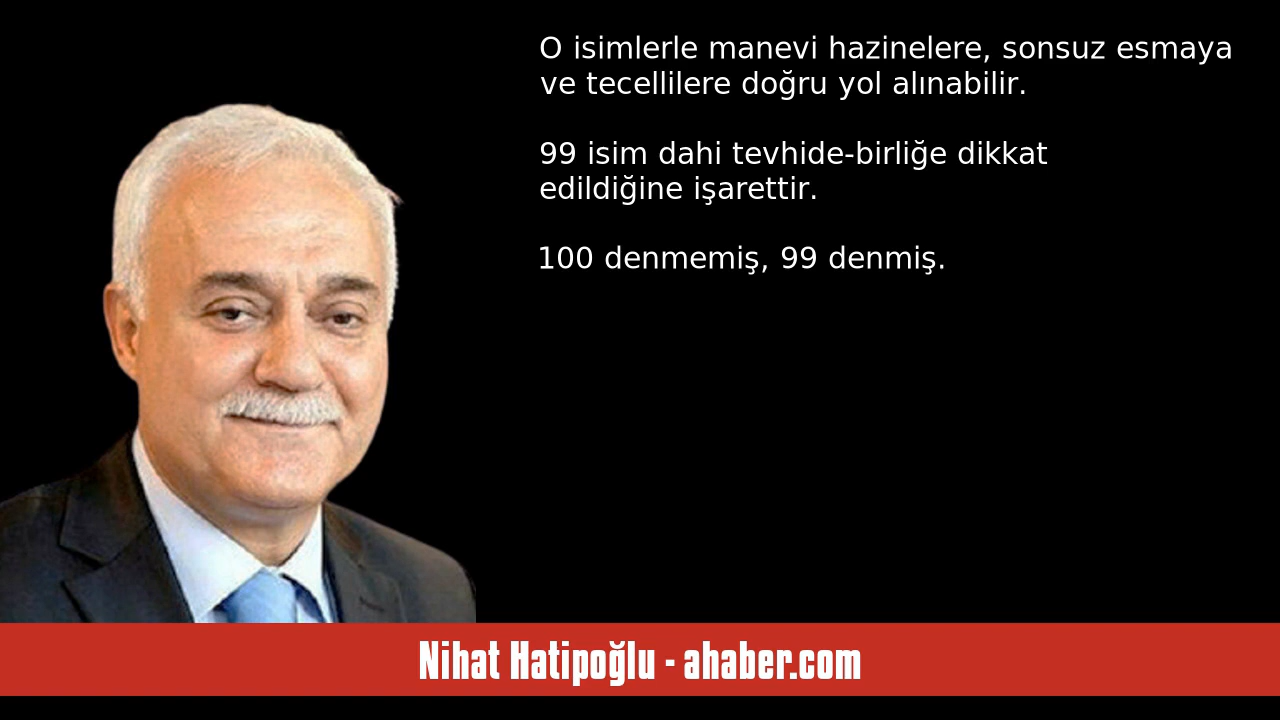 O isimlerle manevi hazinelere, sonsuz esmaya
ve tecellilere doğru yol alınabilir.
99 isim dahi tevhide-birliğe dikkat
edildiğine işarettir.
100 denmemiş, 99 denmiş.
Nihat Hatipoğlu - ahaber.com